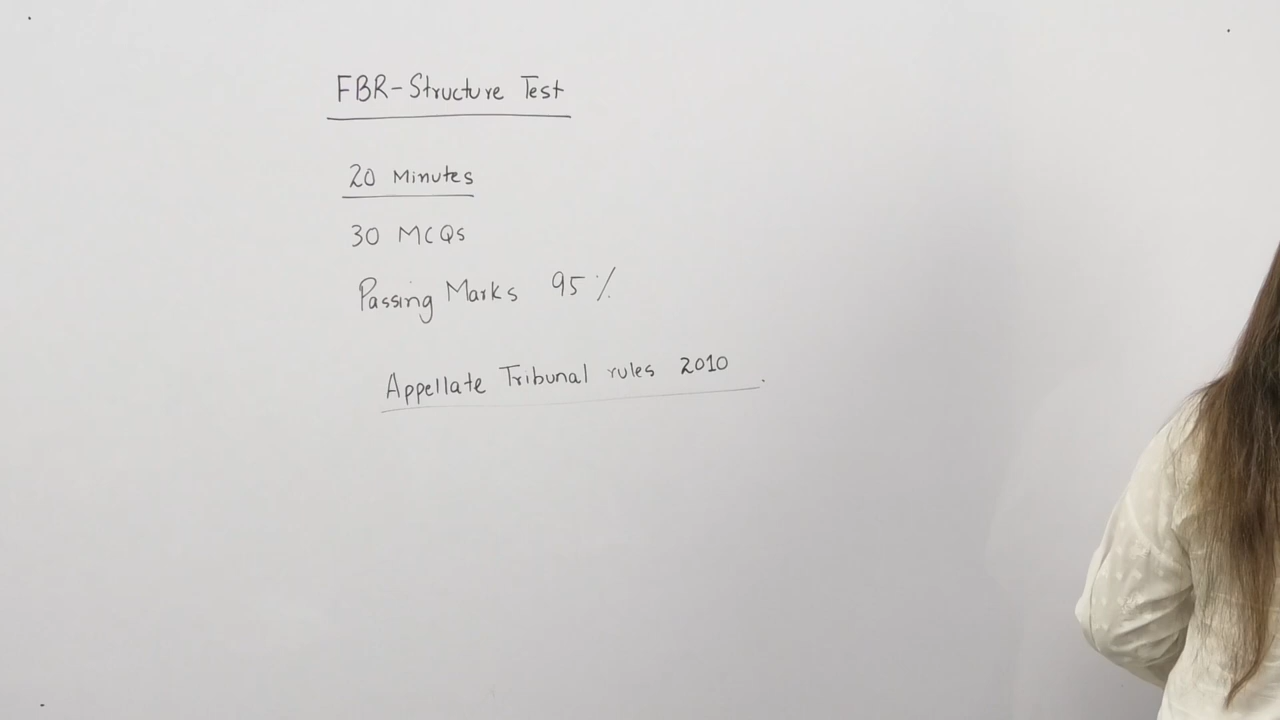 FBR-Structure Test
20 Minutes
30 MCQs
Passing Marks 95%
Appellate Tribunal rules 2010.